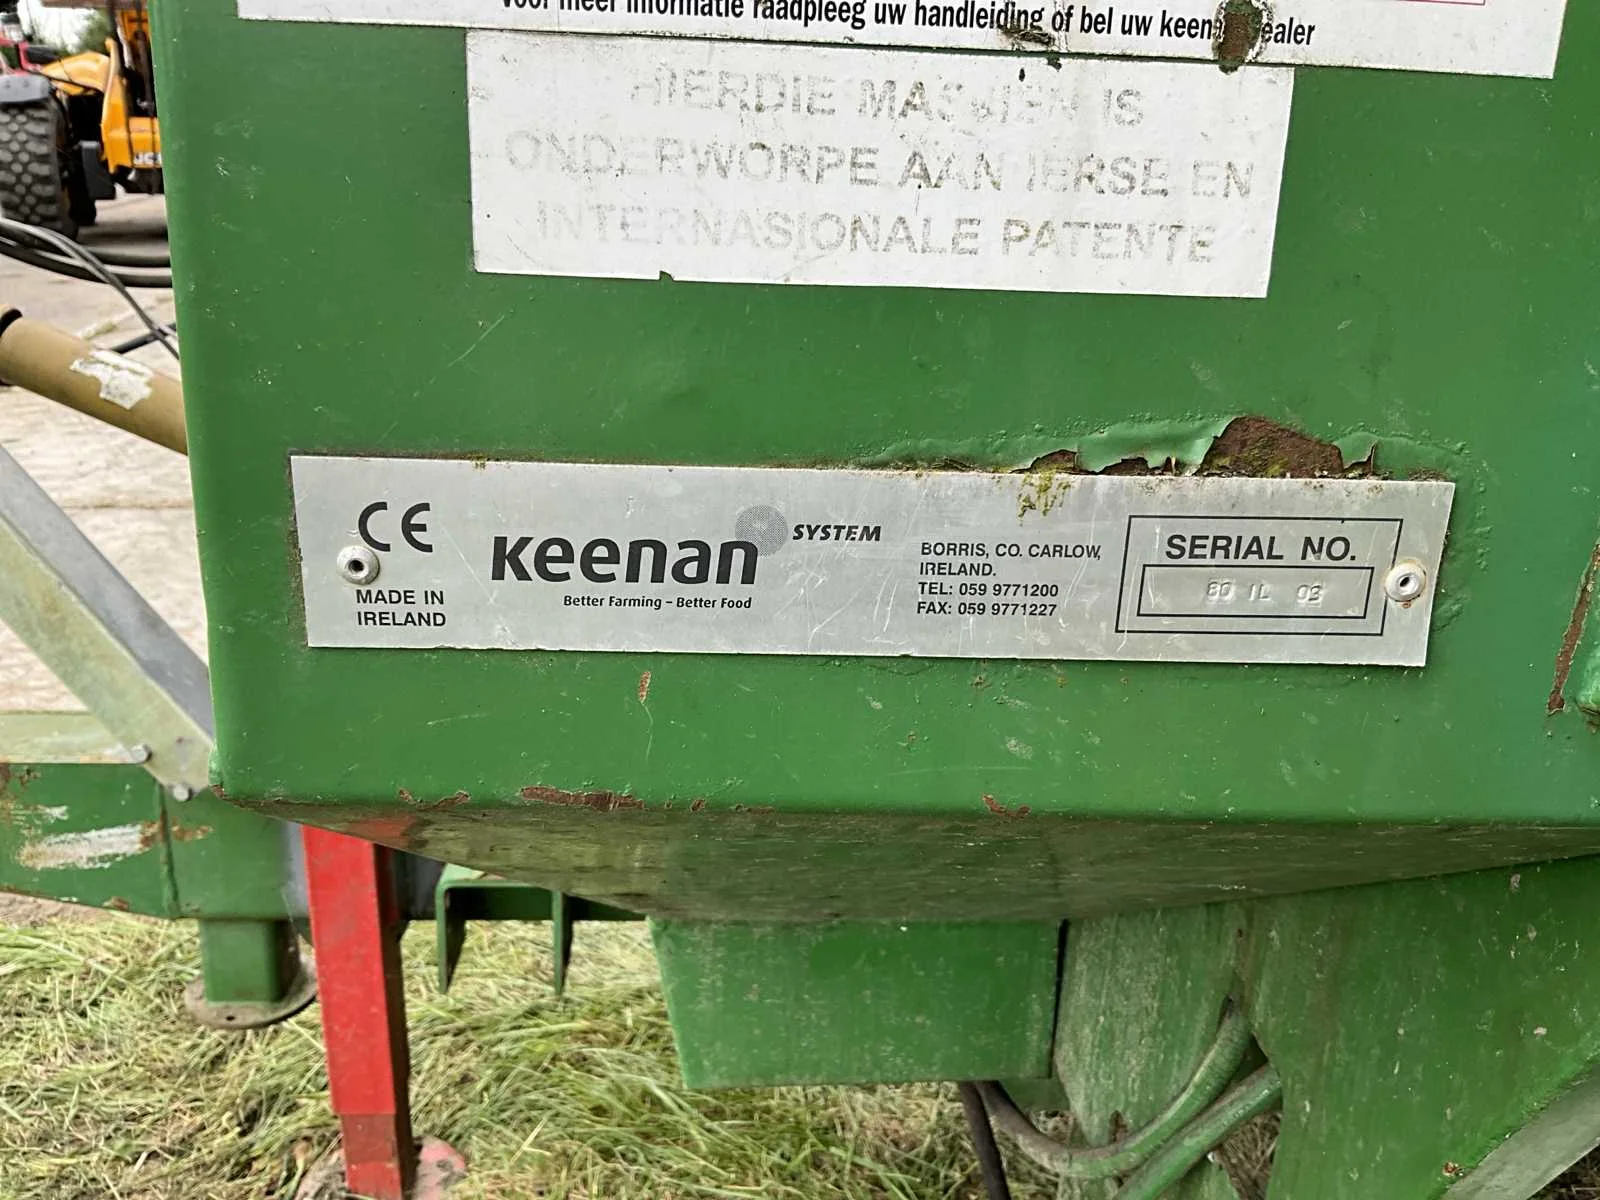 voor meer informatie raadpleeg uw handleiding of bel uw keenan dealer
HIERDIE MASJIEN IS
ONDERWORPE AAN IERSE EN
INTERNASIONALE PATENTE
CE
MADE IN
IRELAND
Keenan SYSTEM
Better Farming – Better Food
BORRIS, CO. CARLOW,
IRELAND.
TEL: 059 9771200
FAX: 059 9771227
SERIAL NO.